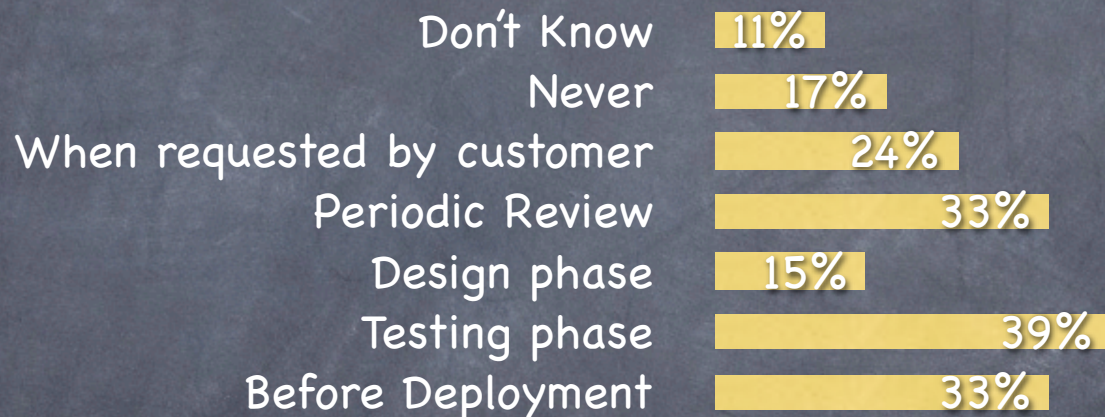 Don't Know 11%
Never 17%
When requested by customer 24%
Periodic Review 33%
Design phase 15%
Testing phase 39%
Before Deployment 33%